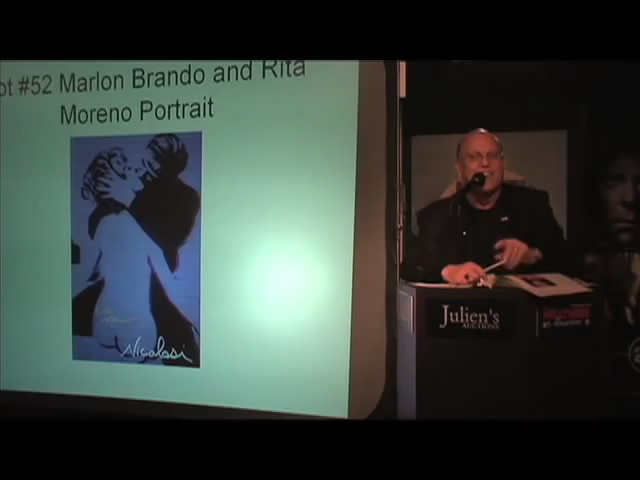 ot #52 Marlon Brando and Rita
Moreno Portrait
Nicolosi
Julien's
AUCTIONS